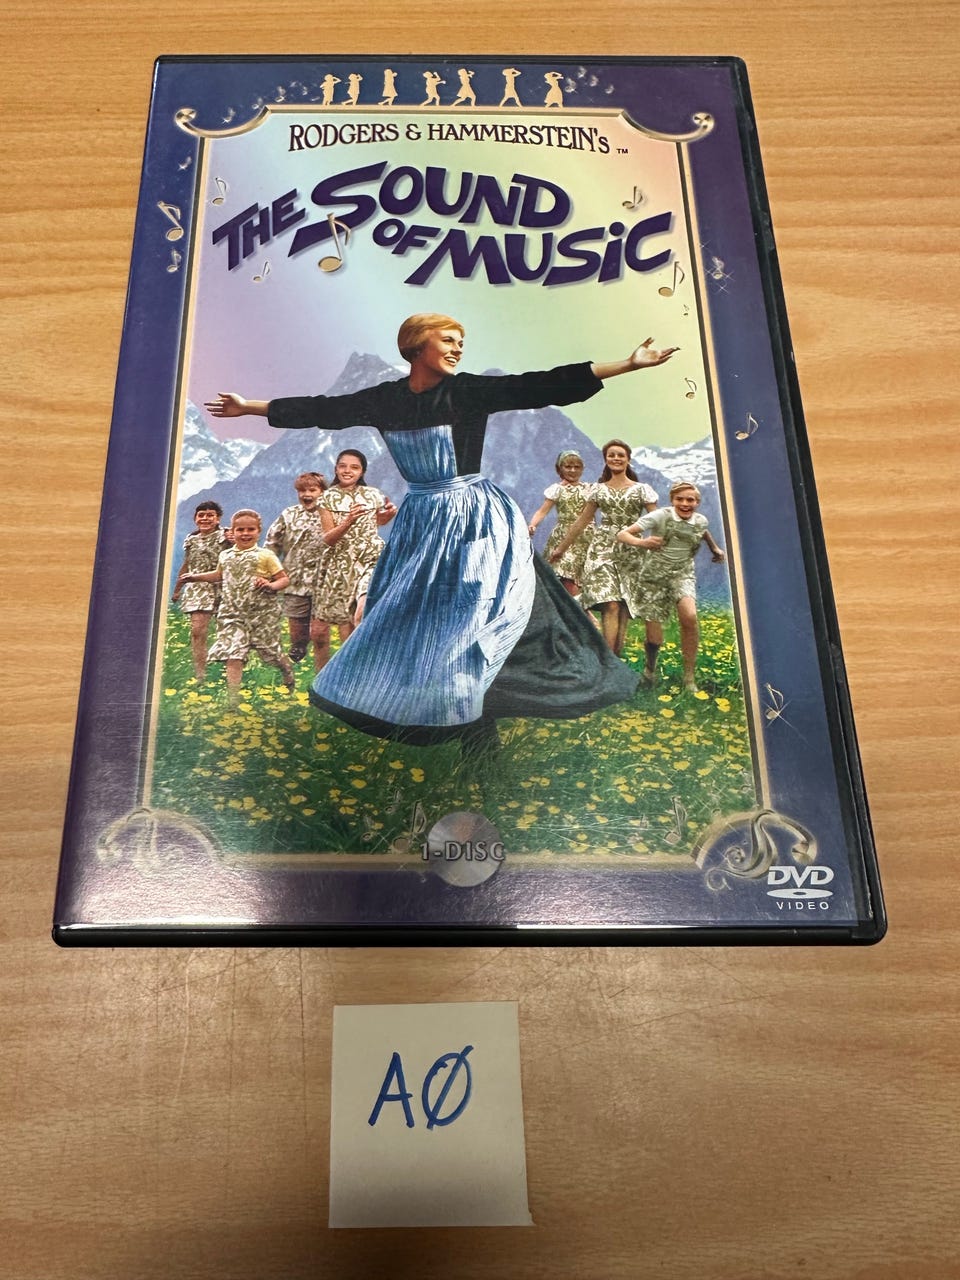 RODGERS & HAMMERSTEIN's ™
THE SOUND
OF MUSiC
1-DISC
DVD
VIDEO
AØ